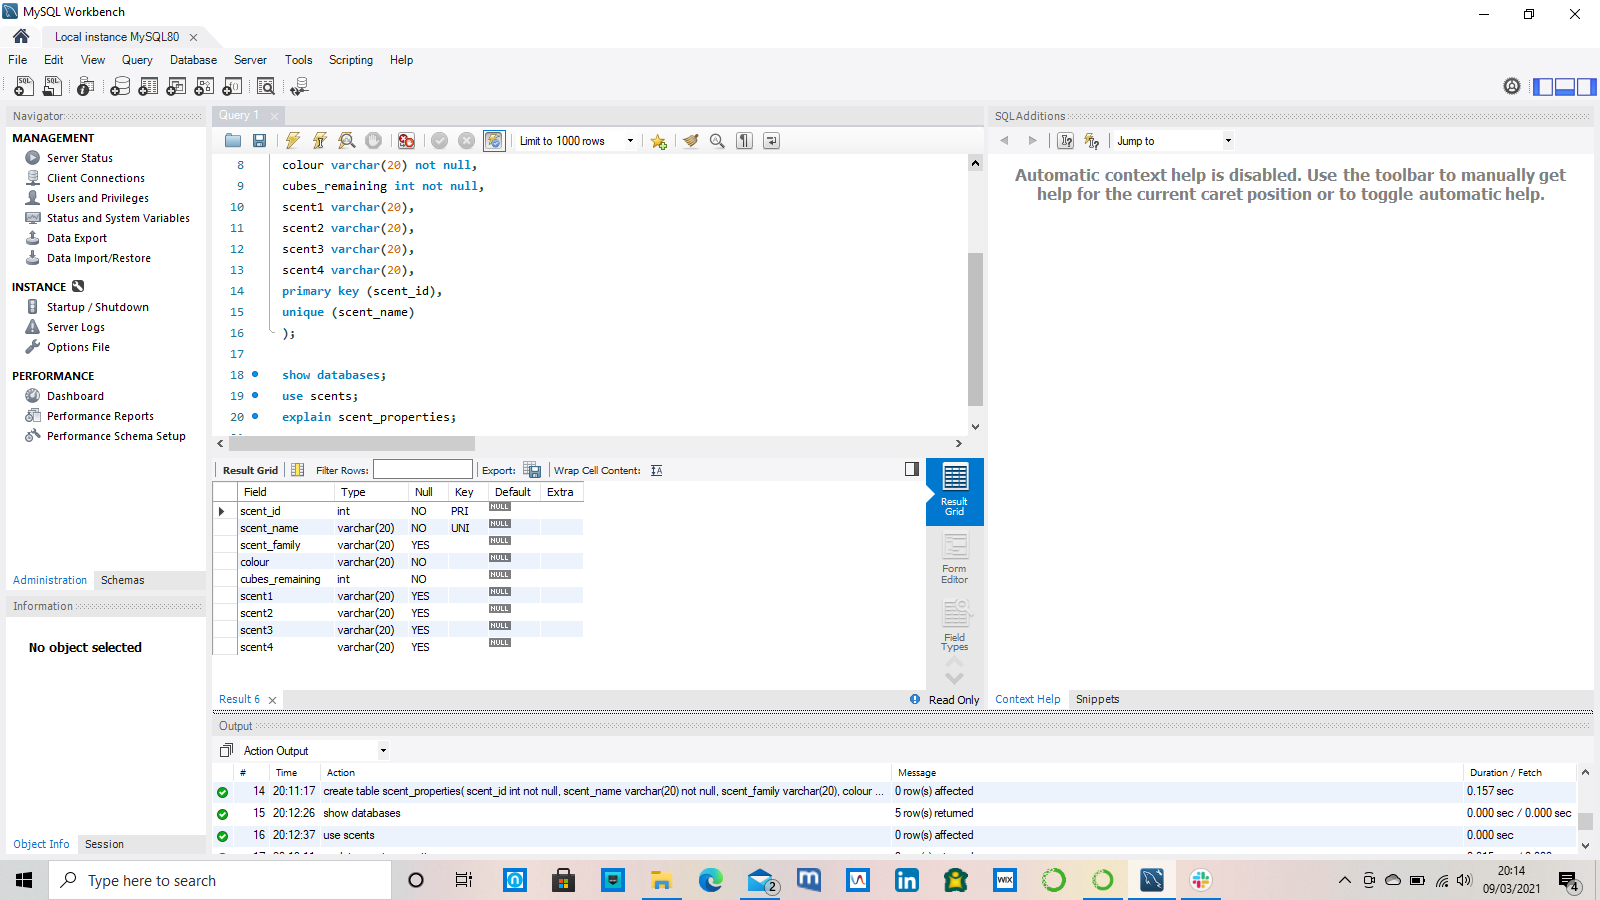 MySQL Workbench
Local instance MySQL80
File Edit View Query Database Server Tools Scripting Help
Navigator
MANAGEMENT
Server Status
Client Connections
Users and Privileges
Status and System Variables
Data Export
Data Import/Restore
INSTANCE
Startup / Shutdown
Server Logs
Options File
PERFORMANCE
Dashboard
Performance Reports
Performance Schema Setup
Administration Schemas
Information
No object selected
Object Info Session
Query 1
Limit to 1000 rows
8 colour varchar(20) not null,
9 cubes_remaining int not null,
10 scent1 varchar(20),
11 scent2 varchar(20),
12 scent3 varchar(20),
13 scent4 varchar(20),
14 primary key (scent_id),
15 unique (scent_name)
16 );
17
18 show databases;
19 use scents;
20 explain scent_properties;
Result Grid Filter Rows: Export: Wrap Cell Content:
Field Type Null Key Default Extra
scent_id int NO PRI NULL
scent_name varchar(20) NO UNI NULL
scent_family varchar(20) YES NULL
colour varchar(20) NO NULL
cubes_remaining int NO NULL
scent1 varchar(20) YES NULL
scent2 varchar(20) YES NULL
scent3 varchar(20) YES NULL
scent4 varchar(20) YES NULL
Result
Grid
Form
Editor
Field
Types
Result 6
Read Only
SQLAdditions
Jump to
Automatic context help is disabled. Use the toolbar to manually get
help for the current caret position or to toggle automatic help.
Context Help Snippets
Output
Action Output
# Time Action Message Duration / Fetch
14 20:11:17 create table scent_properties( scent_id int not null, scent_name varchar(20) not null, scent_family varchar(20), colour ... 0 row(s) affected 0.157 sec
15 20:12:26 show databases 5 row(s) returned 0.000 sec / 0.000 sec
16 20:12:37 use scents 0 row(s) affected 0.000 sec
Type here to search
2
WIX
20:14
09/03/2021
4